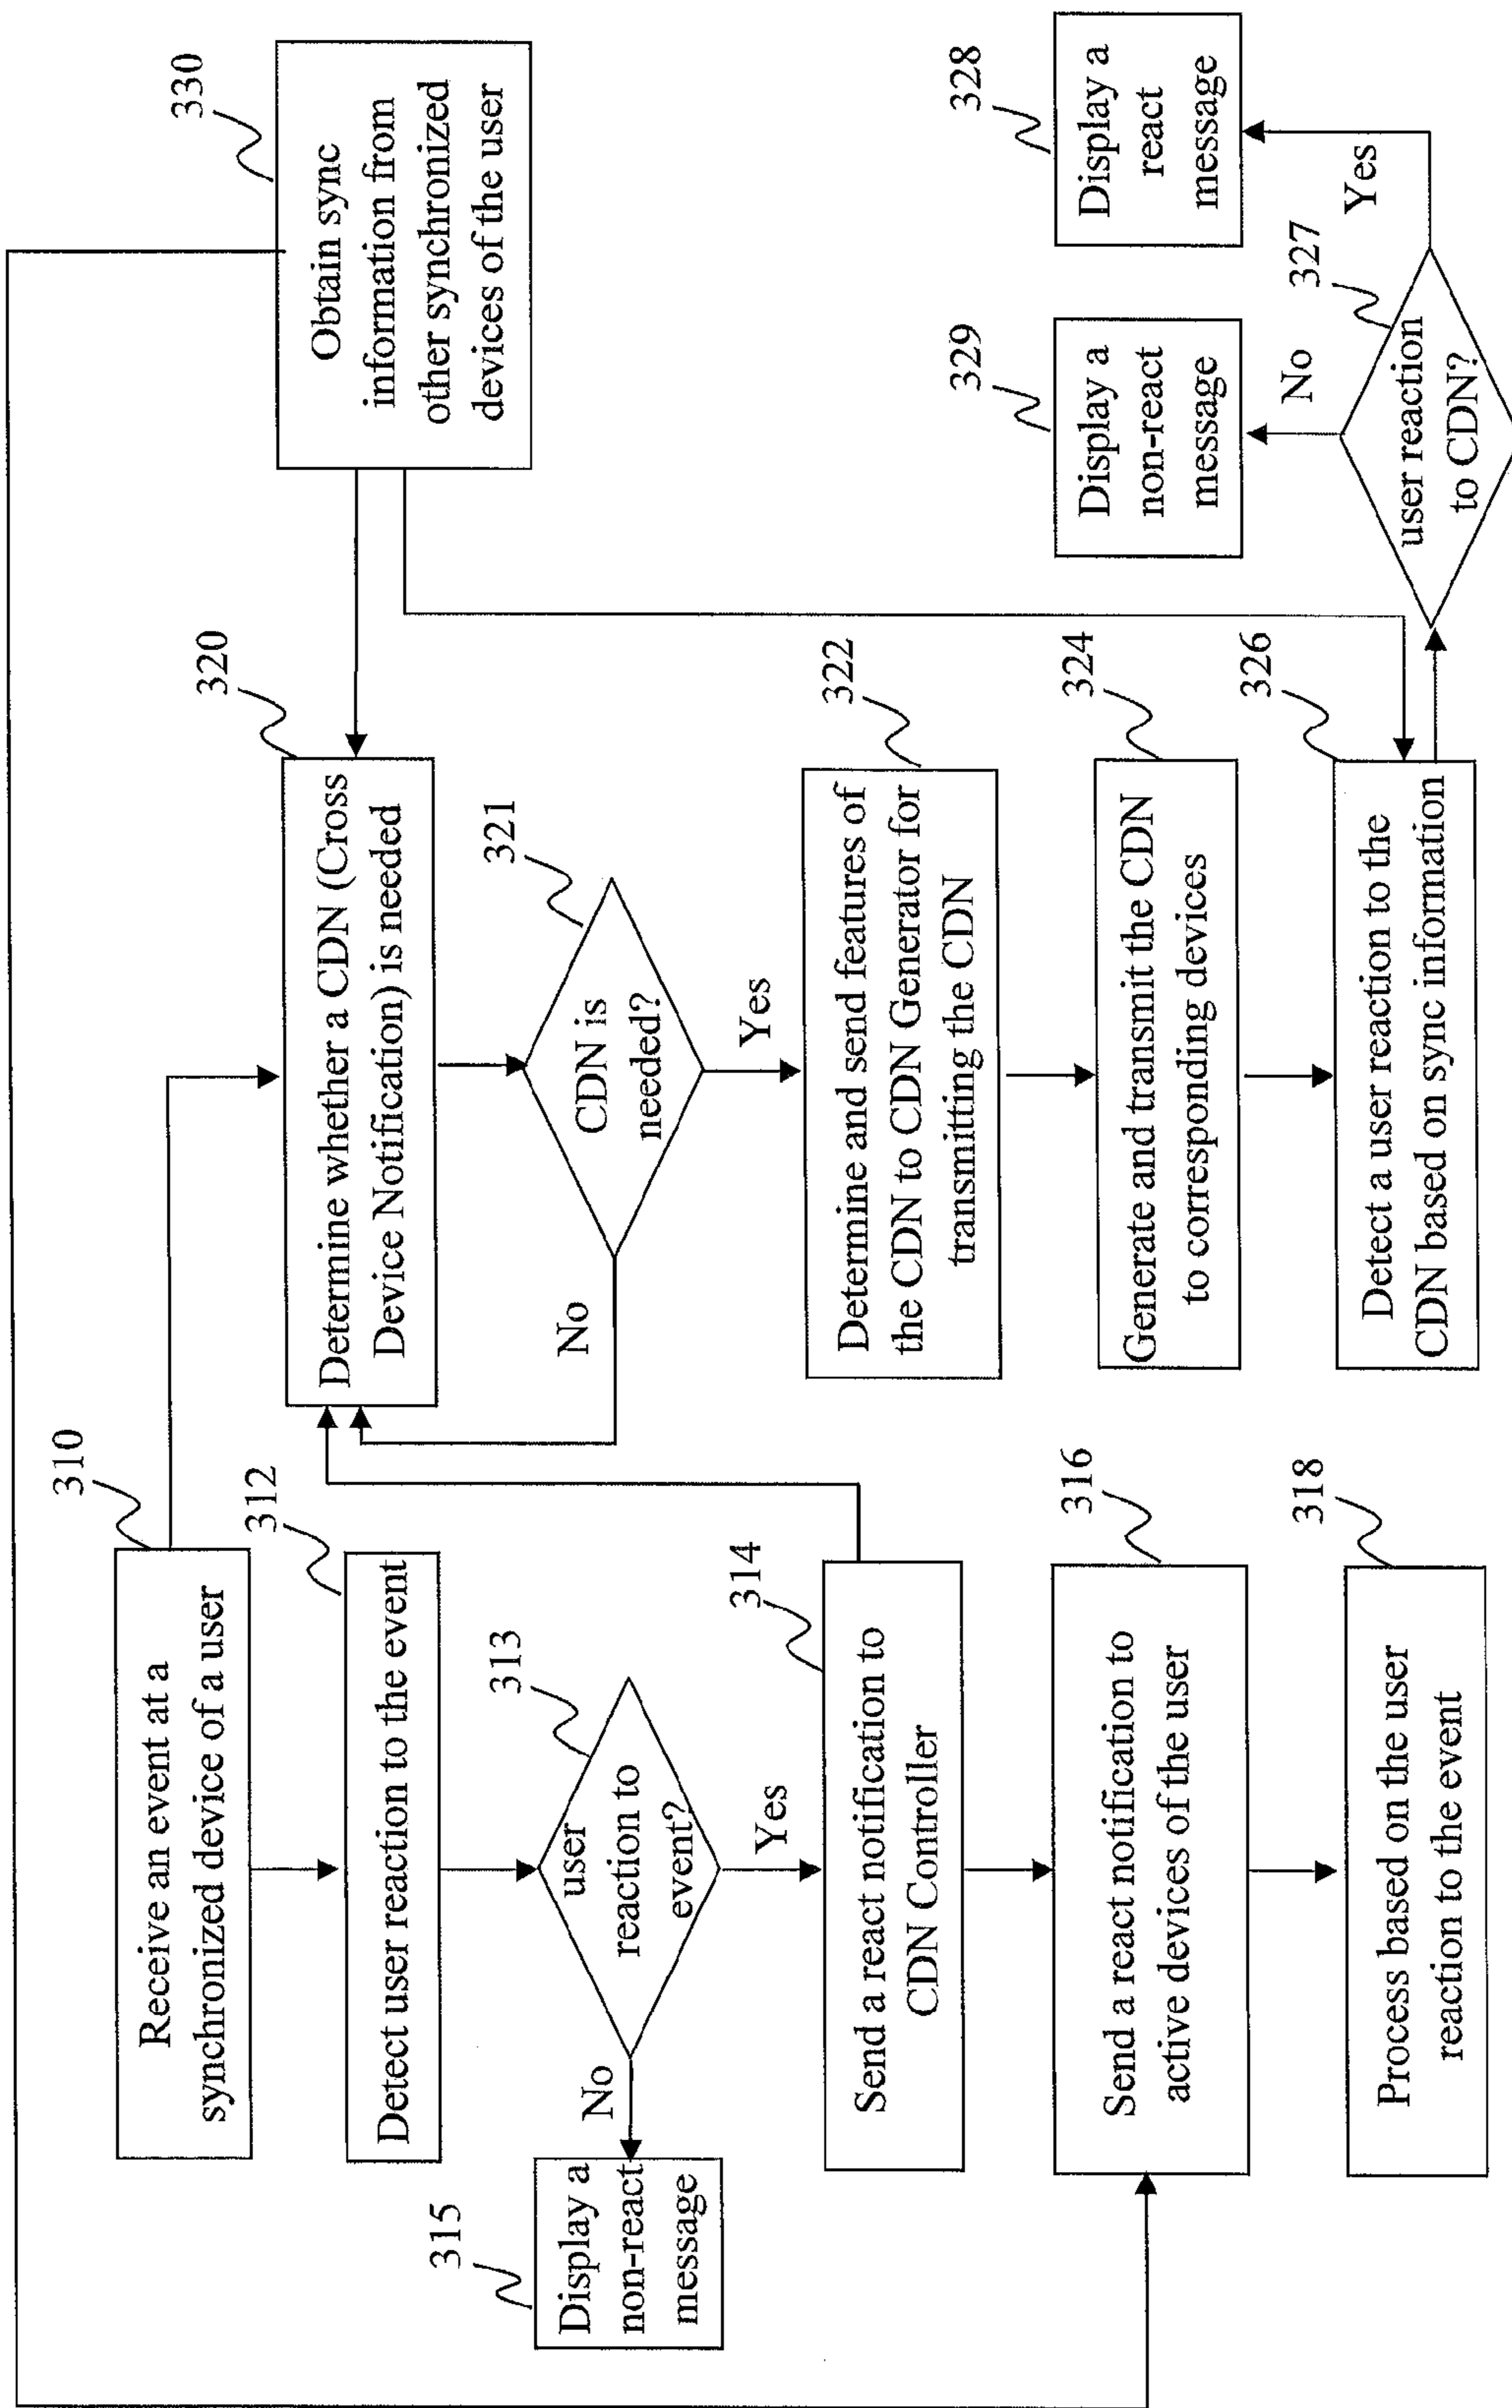 310
Receive an event at a
synchronized device of a user
312
Detect user reaction to the event
313
user
reaction to
event?
No
Yes
315
Display a
non-react
message
314
Send a react notification to
CDN Controller
316
Send a react notification to
active devices of the user
318
Process based on the user
reaction to the event
320
Determine whether a CDN (Cross
Device Notification) is needed
321
CDN is
needed?
No
Yes
322
Determine and send features of
the CDN to CDN Generator for
transmitting the CDN
324
Generate and transmit the CDN
to corresponding devices
326
Detect a user reaction to the
CDN based on sync information
330
Obtain sync
information from
other synchronized
devices of the user
329
Display a
non-react
message
328
Display a
react
message
No
327
Yes
user reaction
to CDN?